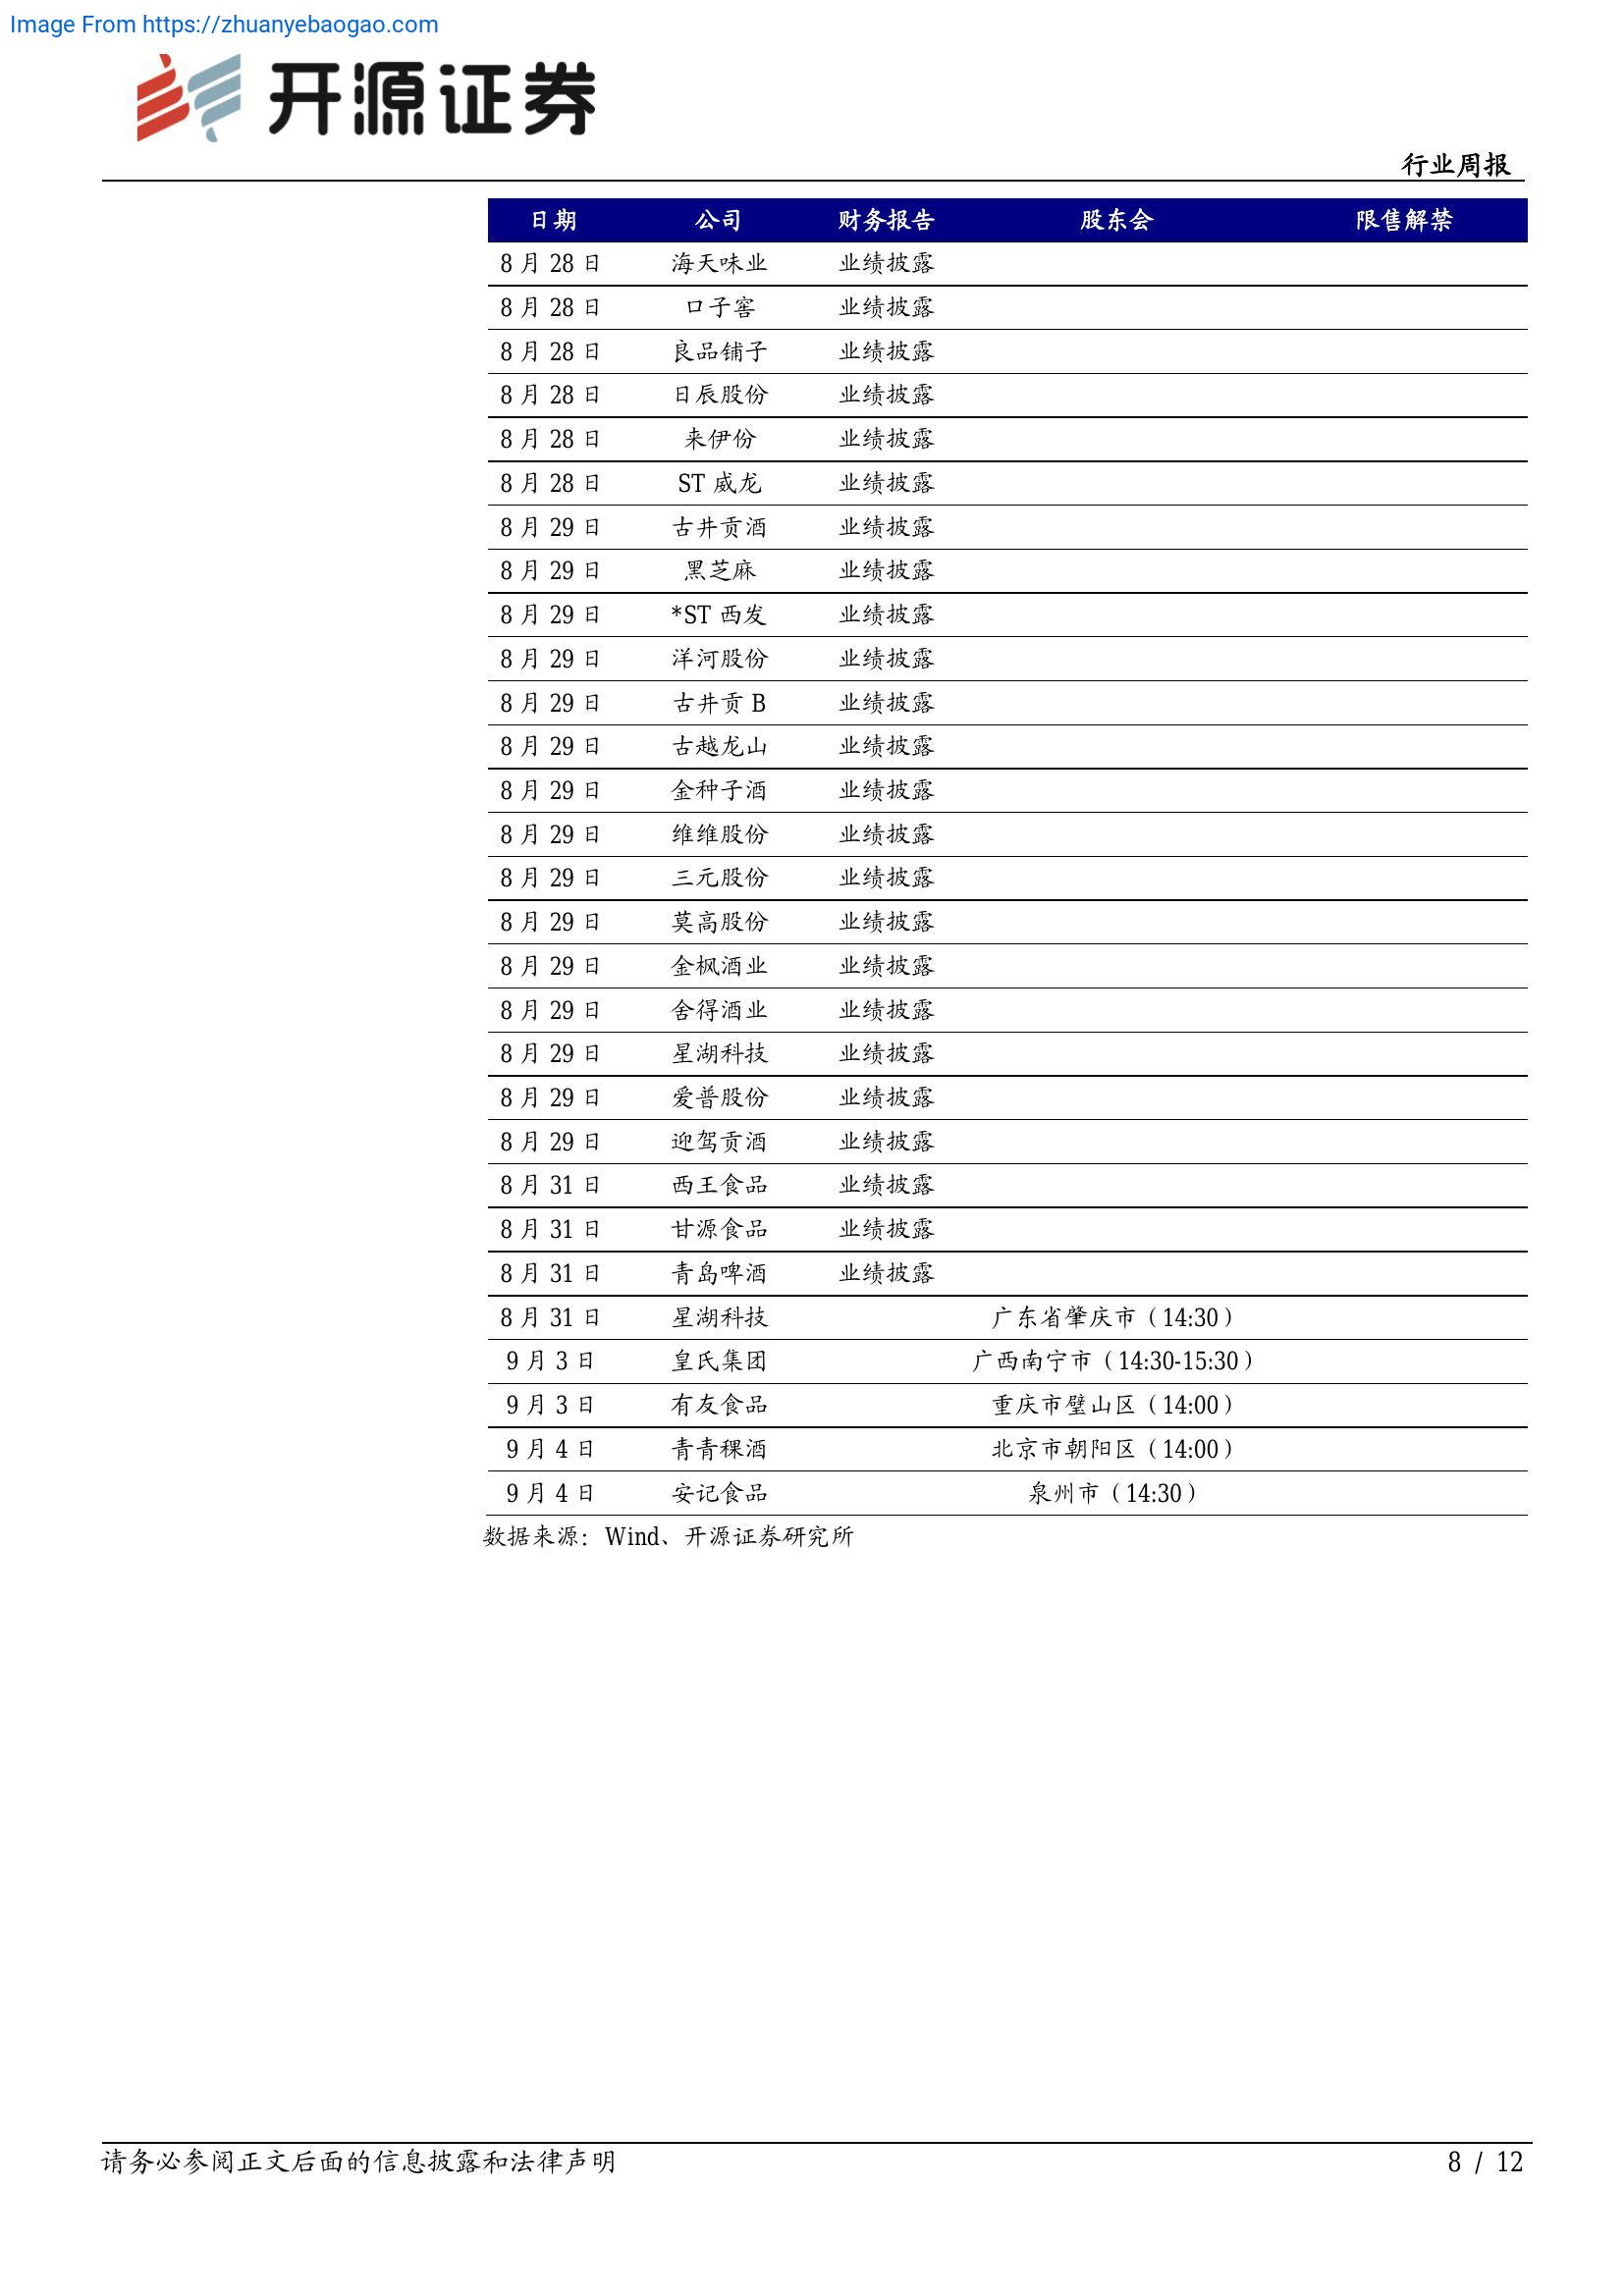 Image From https://zhuanyebaogao.com
开源证券
行业周报
日期 公司 财务报告 股东会 限售解禁
8 月 28 日 海天味业 业绩披露
8 月 28 日 口子窖 业绩披露
8 月 28 日 良品铺子 业绩披露
8 月 28 日 日辰股份 业绩披露
8 月 28 日 来伊份 业绩披露
8 月 28 日 ST 威龙 业绩披露
8 月 29 日 古井贡酒 业绩披露
8 月 29 日 黑芝麻 业绩披露
8 月 29 日 *ST 西发 业绩披露
8 月 29 日 洋河股份 业绩披露
8 月 29 日 古井贡 B 业绩披露
8 月 29 日 古越龙山 业绩披露
8 月 29 日 金种子酒 业绩披露
8 月 29 日 维维股份 业绩披露
8 月 29 日 三元股份 业绩披露
8 月 29 日 莫高股份 业绩披露
8 月 29 日 金枫酒业 业绩披露
8 月 29 日 舍得酒业 业绩披露
8 月 29 日 星湖科技 业绩披露
8 月 29 日 爱普股份 业绩披露
8 月 29 日 迎驾贡酒 业绩披露
8 月 31 日 西王食品 业绩披露
8 月 31 日 甘源食品 业绩披露
8 月 31 日 青岛啤酒 业绩披露
8 月 31 日 星湖科技 广东省肇庆市（14:30）
9 月 3 日 皇氏集团 广西南宁市（14:30-15:30）
9 月 3 日 有友食品 重庆市璧山区（14:00）
9 月 4 日 青青稞酒 北京市朝阳区（14:00）
9 月 4 日 安记食品 泉州市（14:30）
数据来源：Wind、开源证券研究所
请务必参阅正文后面的信息披露和法律声明 8 / 12